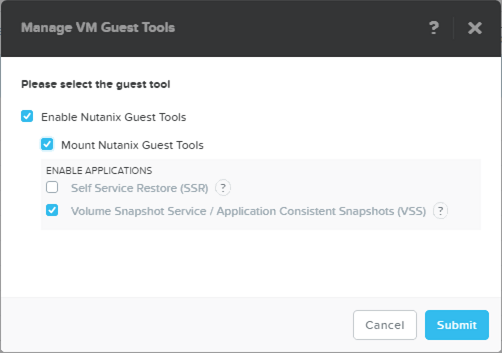 Manage VM Guest Tools
?
Please select the guest tool
Enable Nutanix Guest Tools
Mount Nutanix Guest Tools
ENABLE APPLICATIONS
Self Service Restore (SSR) ?
Volume Snapshot Service / Application Consistent Snapshots (VSS) ?
Cancel
Submit